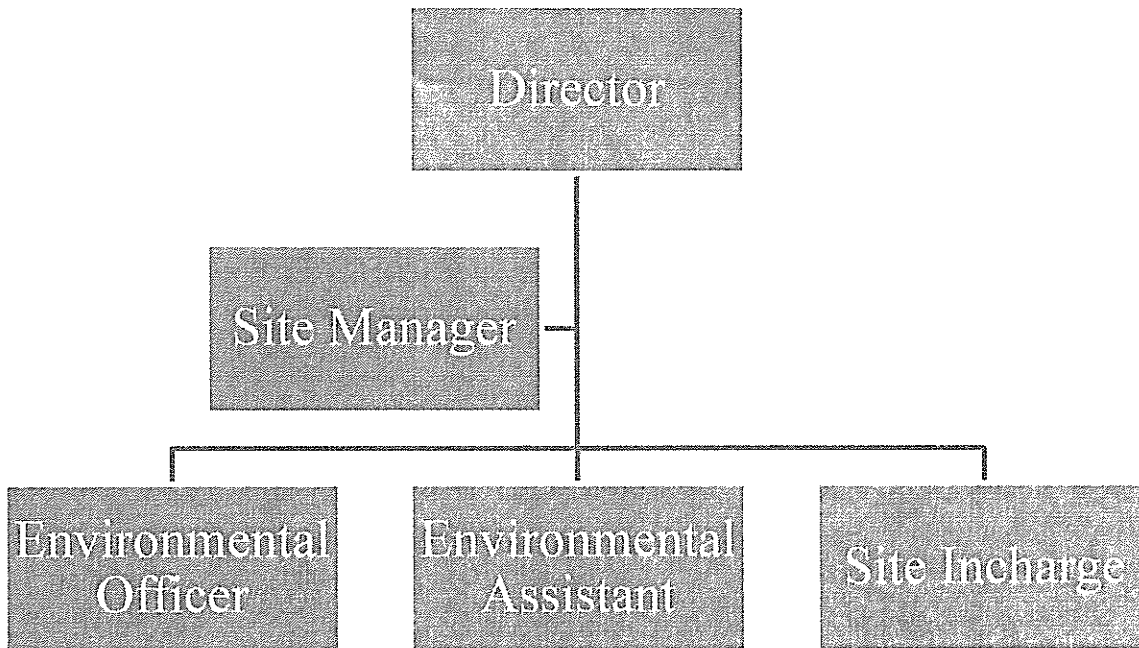 Director
Site Manager
Environmental
Officer
Environmental
Assistant
Site Incharge